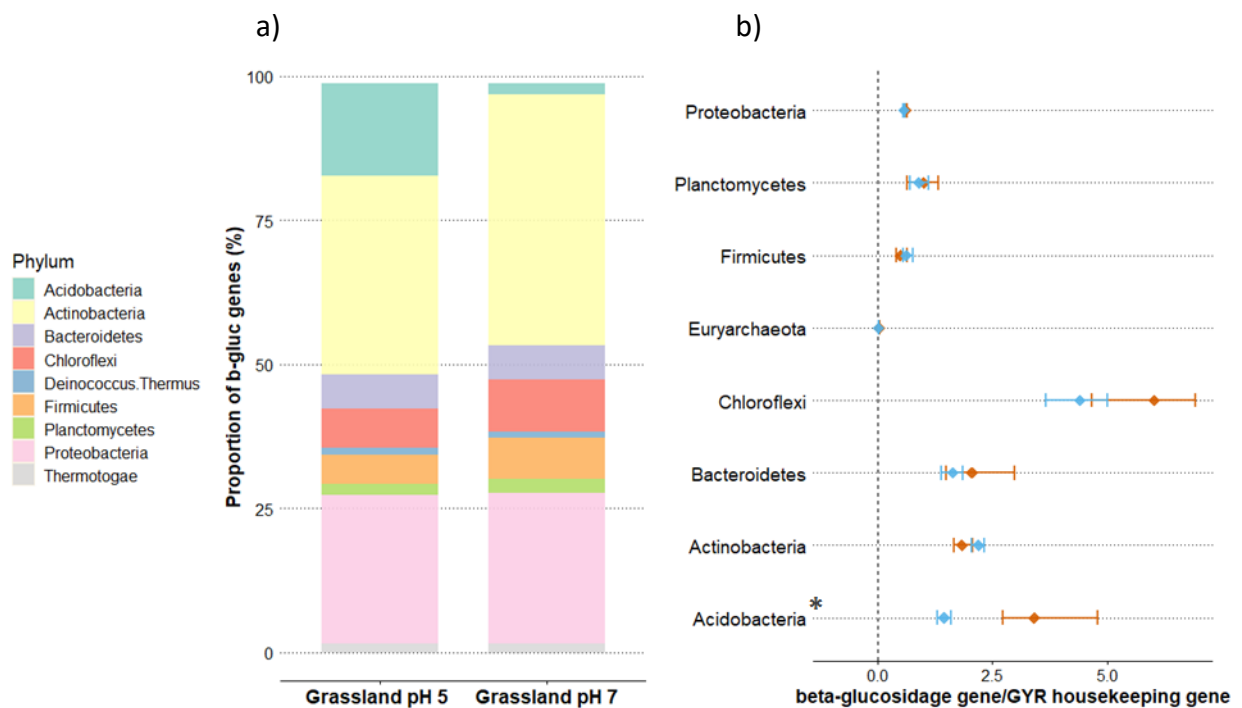 a)
b)
Phylum
Acidobacteria
Actinobacteria
Bacteroidetes
Chloroflexi
Deinococcus.Thermus
Firmicutes
Planctomycetes
Proteobacteria
Thermotogae
Proportion of b-gluc genes (%)
100
75
50
25
0
Grassland pH 5
Grassland pH 7
Proteobacteria
Planctomycetes
Firmicutes
Euryarchaeota
Chloroflexi
Bacteroidetes
Actinobacteria
Acidobacteria *
0.0
2.5
5.0
beta-glucosidage gene/GYR housekeeping gene